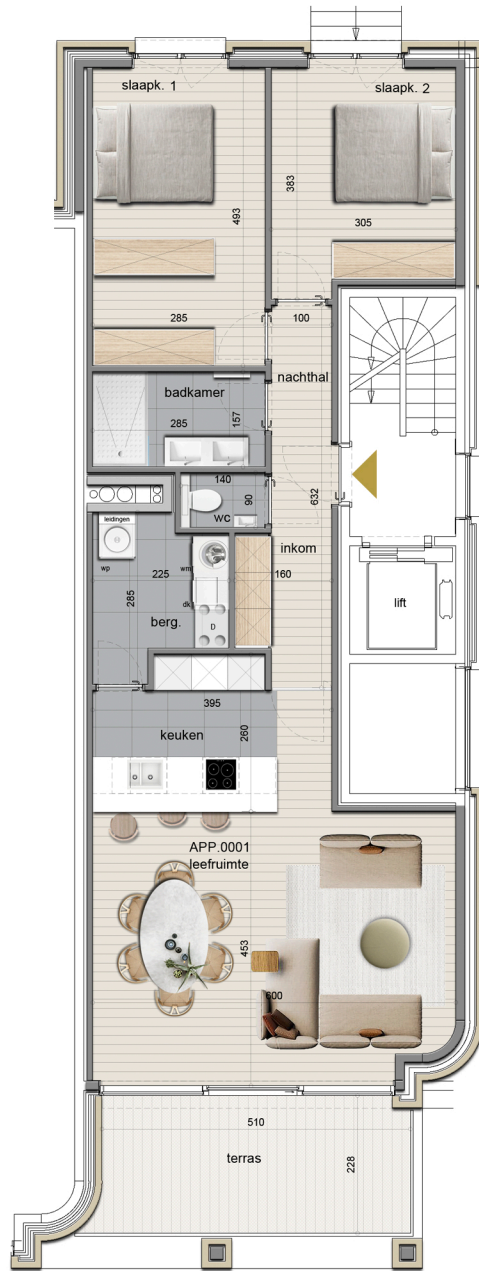 slaapk. 1
slaapk. 2
383
493
305
285
100
nachthal
badkamer
285
157
140
90
wc
632
leidingen
wp
225
wm
inkom
160
285
dk
berg.
D
lift
395
keuken
260
APP.0001
leefruimte
453
600
510
228
terras